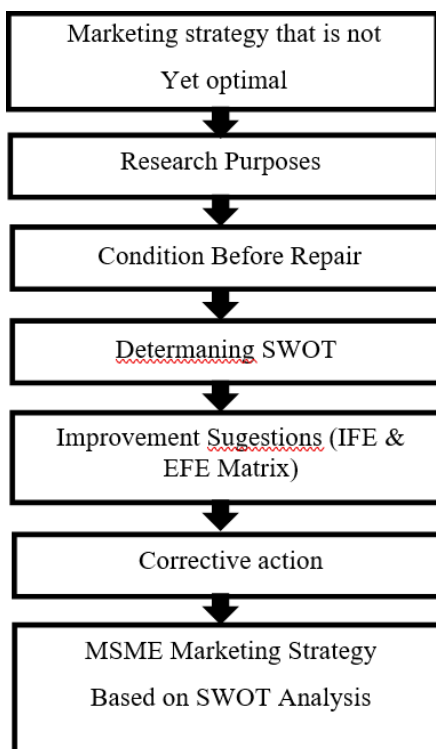 Marketing strategy that is not
Yet optimal
Research Purposes
Condition Before Repair
Determaning SWOT
Improvement Sugestions (IFE &
EFE Matrix)
Corrective action
MSME Marketing Strategy
Based on SWOT Analysis